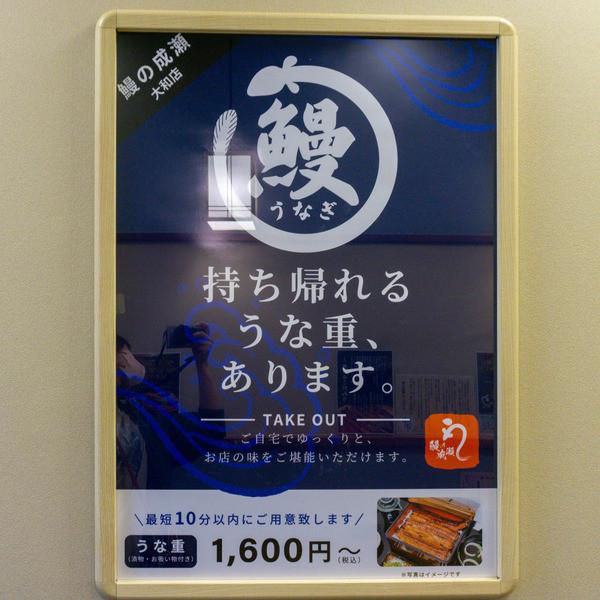 鰻の成瀬
大和店
鰻
うなぎ
持ち帰れる
うな重、
あります。
TAKE OUT
ご自宅でゆっくりと、
お店の味をご堪能いただけます。
鰻の成瀬
\最短10分以内にご用意致します/
うな重
(漬物・お吸い物付き)
1,600円〜
(税込)
※写真はイメージです